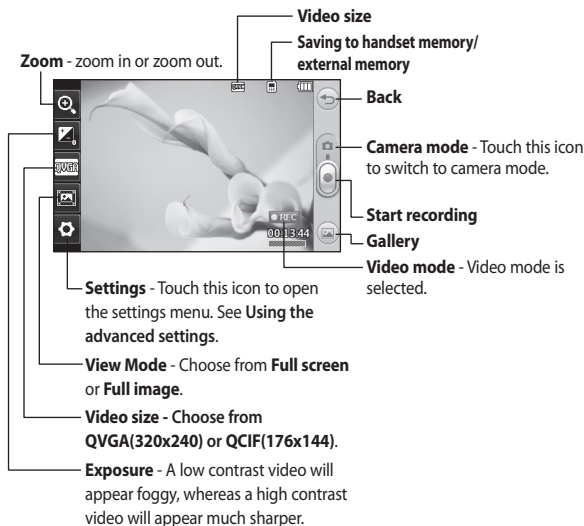 Video size
Saving to handset memory/
external memory
Zoom - zoom in or zoom out.
Back
Camera mode - Touch this icon
to switch to camera mode.
QVGA
REC
00:13:44
Start recording
Gallery
Video mode - Video mode is
selected.
Settings - Touch this icon to open
the settings menu. See Using the
advanced settings.
View Mode - Choose from Full screen
or Full image.
Video size - Choose from
QVGA(320x240) or QCIF(176x144).
Exposure - A low contrast video will
appear foggy, whereas a high contrast
video will appear much sharper.